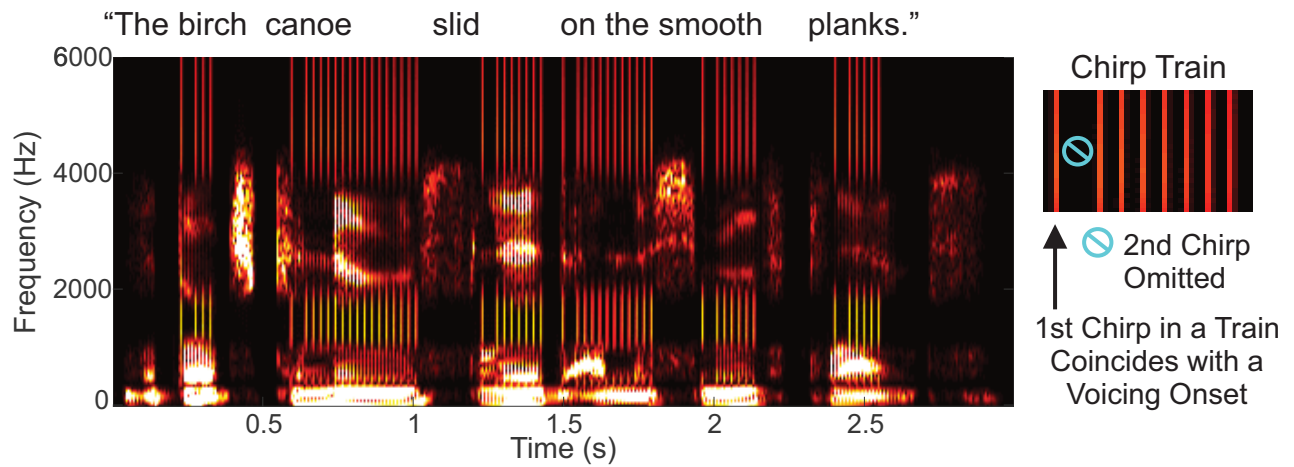 “The birch canoe slid on the smooth planks.”
6000
4000
2000
0
Frequency (Hz)
0.5 1 1.5 2 2.5
Time (s)
Chirp Train
2nd Chirp
Omitted
1st Chirp in a Train
Coincides with a
Voicing Onset